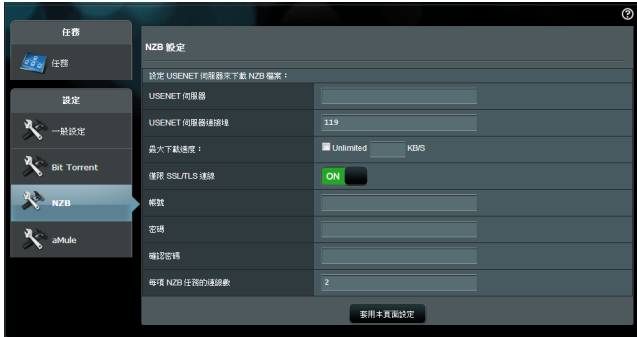 任務
任務
設定
一般設定
Bit Torrent
NZB
aMule
NZB 設定
設定 USENET 伺服器來下載 NZB 檔案：
USENET 伺服器
USENET 伺服器連接埠 119
最大下載速度： Unlimited KB/S
僅限 SSL/TLS 連線 ON
帳號
密碼
確認密碼
每項 NZB 任務的連線數 2
套用本頁面設定